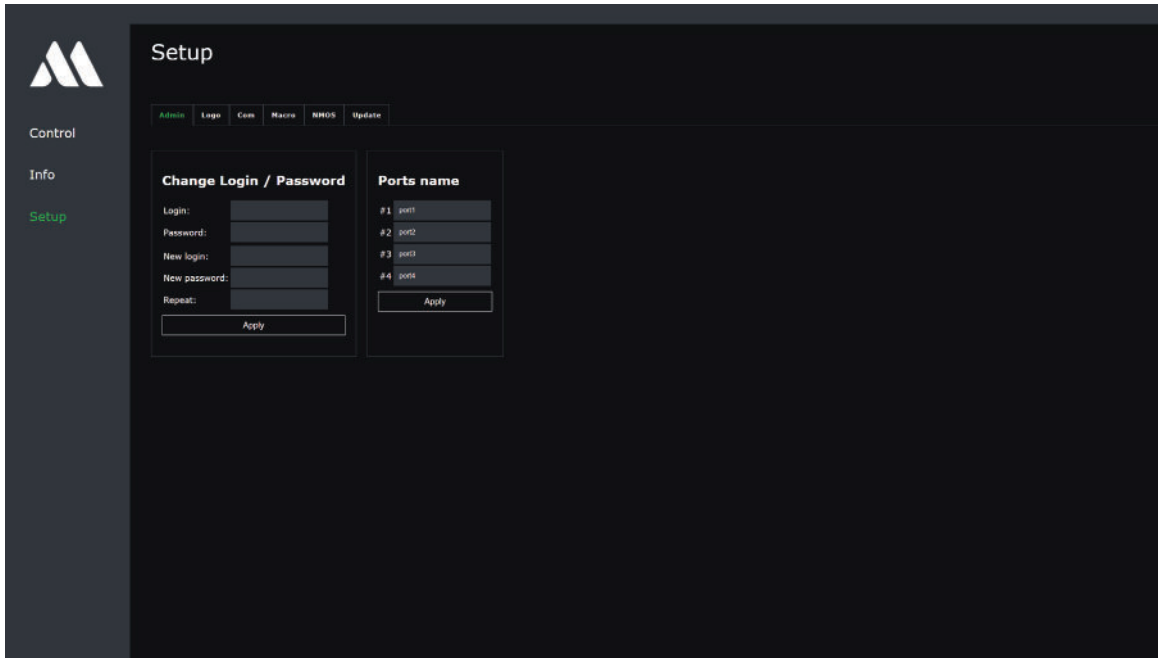 Setup
Control
Info
Setup
Admin Logo Com Macro NMOS Update
Change Login / Password
Login:
Password:
New login:
New password:
Repeat:
Apply
Ports name
#1 port1
#2 port2
#3 port3
#4 port4
Apply